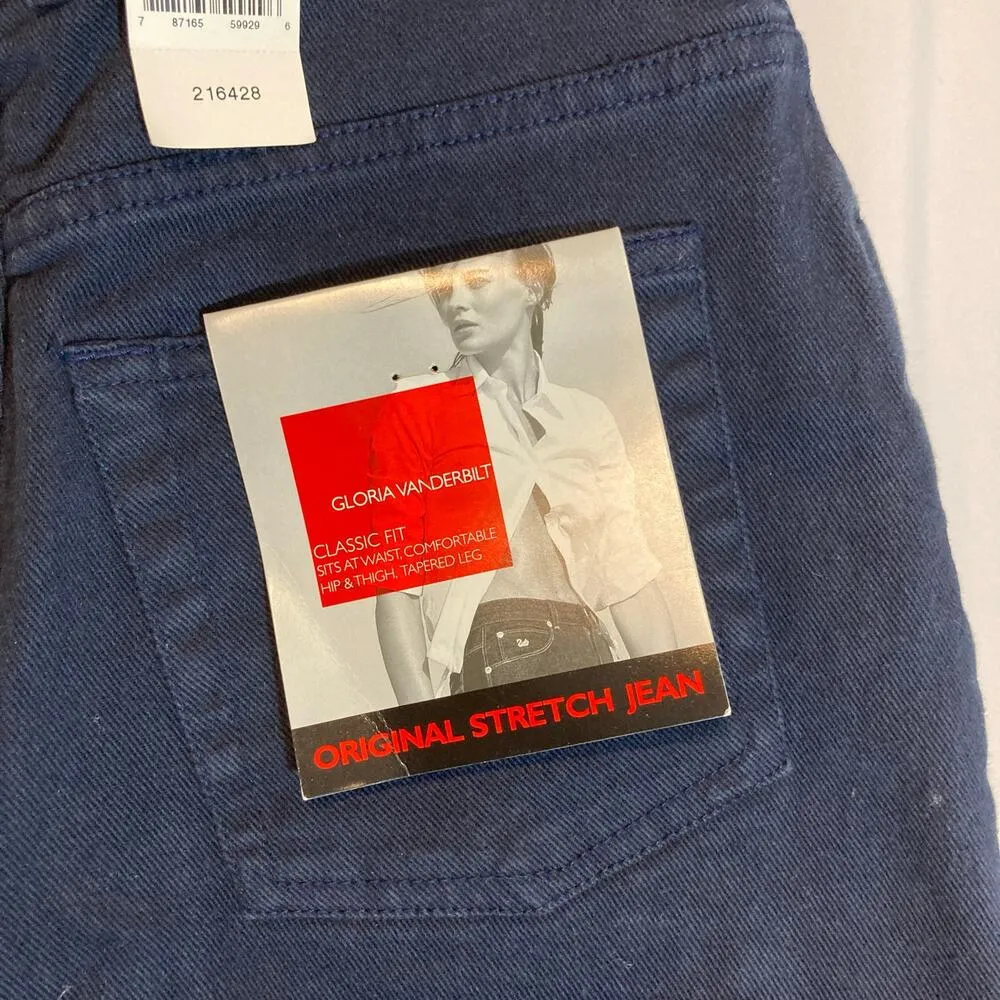 7 87165 59929 6
216428
GLORIA VANDERBILT
CLASSIC FIT
SITS AT WAIST, COMFORTABLE
HIP & THIGH, TAPERED LEG
ORIGINAL STRETCH JEAN